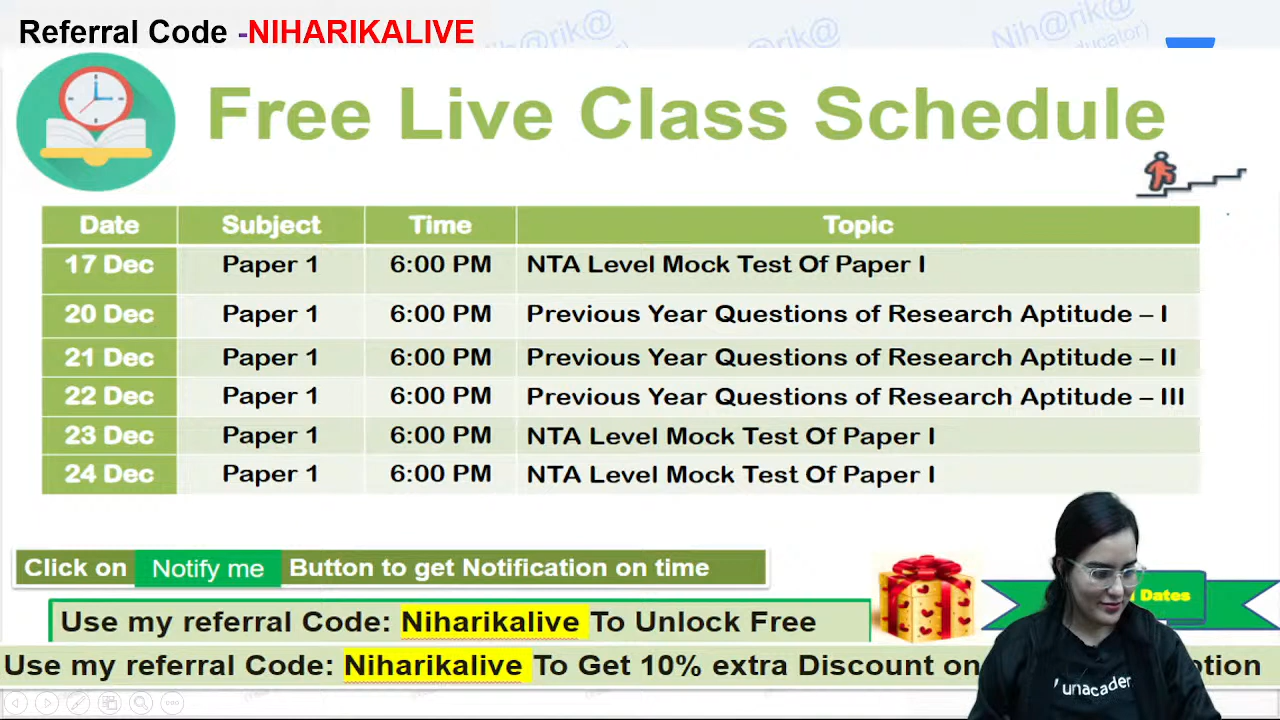 Referral Code -NIHARIKALIVE
Nih@rik@
Free Live Class Schedule
Date Subject Time Topic
17 Dec Paper 1 6:00 PM NTA Level Mock Test Of Paper I
20 Dec Paper 1 6:00 PM Previous Year Questions of Research Aptitude – I
21 Dec Paper 1 6:00 PM Previous Year Questions of Research Aptitude – II
22 Dec Paper 1 6:00 PM Previous Year Questions of Research Aptitude – III
23 Dec Paper 1 6:00 PM NTA Level Mock Test Of Paper I
24 Dec Paper 1 6:00 PM NTA Level Mock Test Of Paper I
Click on Notify me Button to get Notification on time
Dates
Use my referral Code: Niharikalive To Unlock Free
Use my referral Code: Niharikalive To Get 10% extra Discount on
unacader